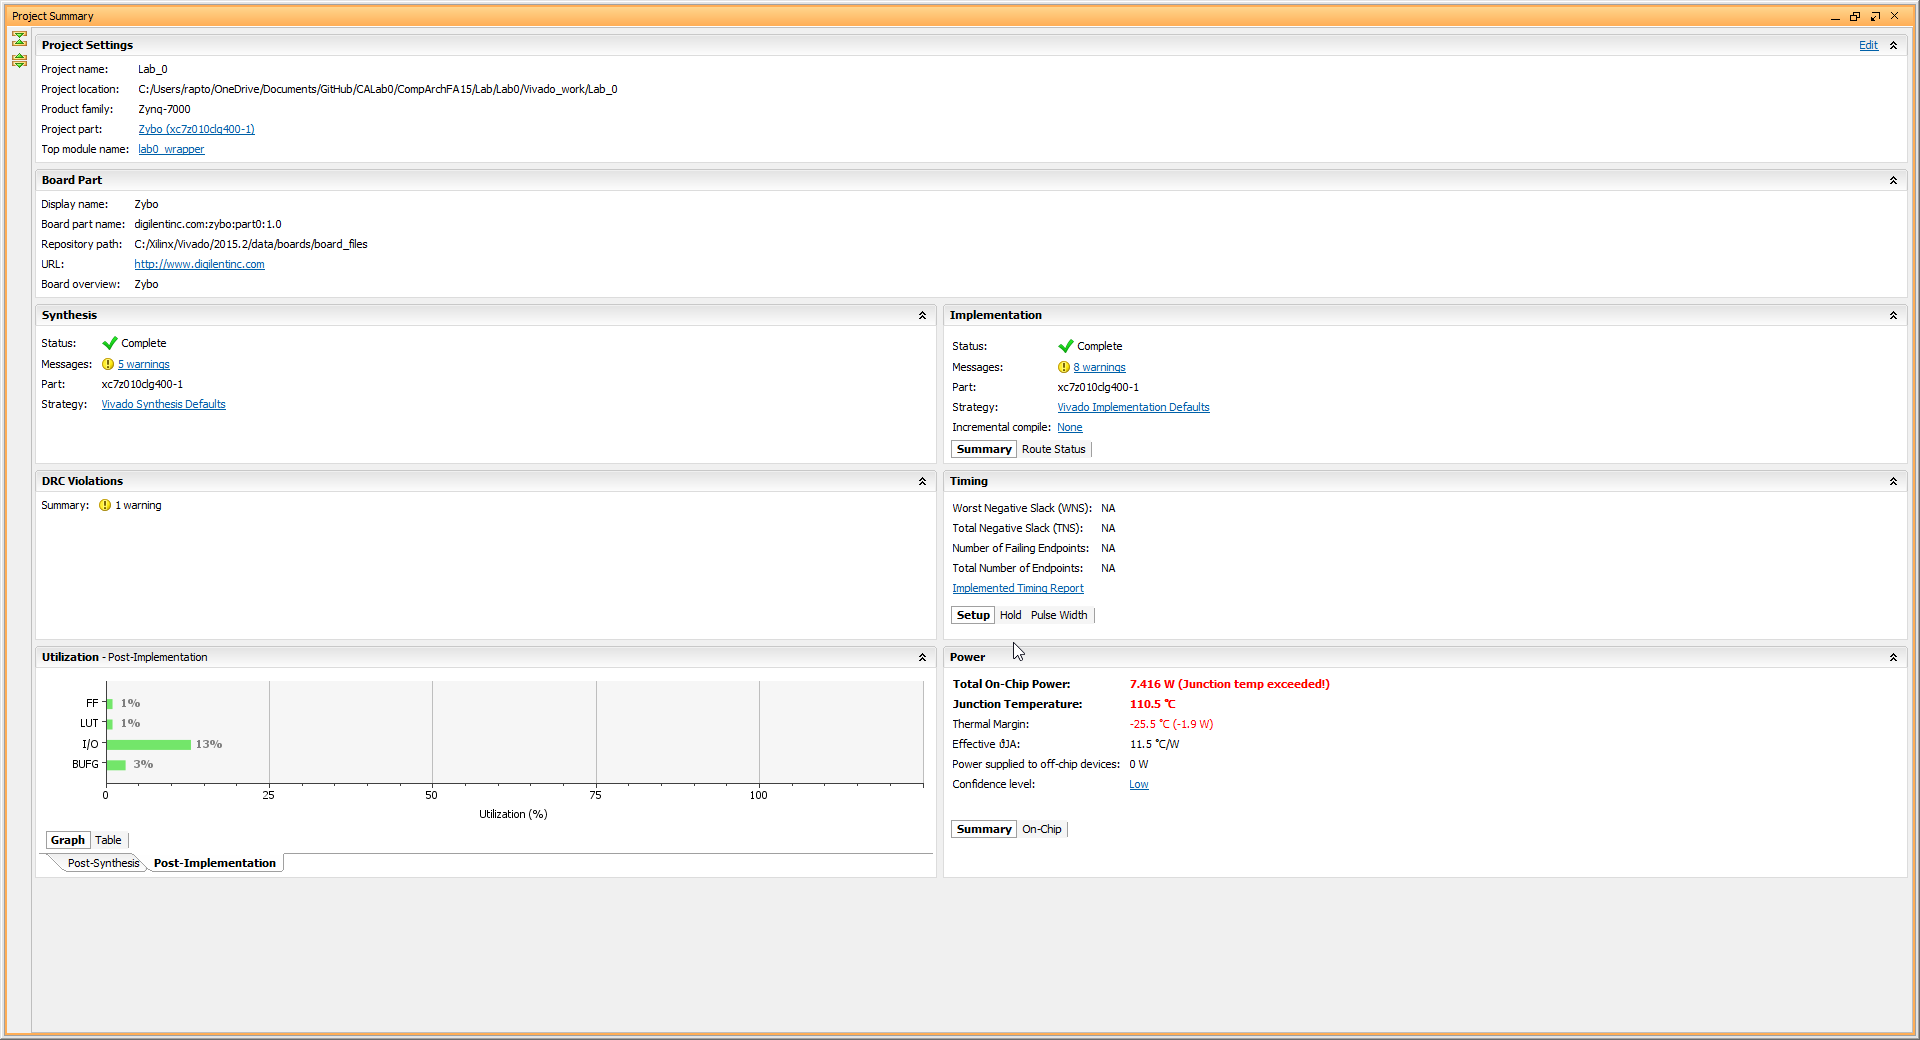 Project Summary
Project Settings
Edit
Project name: Lab_0
Project location: C:/Users/rapto/OneDrive/Documents/GitHub/CALab0/CompArchFA15/Lab/Lab0/Vivado_work/Lab_0
Product family: Zynq-7000
Project part: Zybo (xc7z010clg400-1)
Top module name: lab0_wrapper
Board Part
Display name: Zybo
Board part name: digilentinc.com:zybo:part0:1.0
Repository path: C:/Xilinx/Vivado/2015.2/data/boards/board_files
URL: http://www.digilentinc.com
Board overview: Zybo
Synthesis
Status: Complete
Messages: 5 warnings
Part: xc7z010clg400-1
Strategy: Vivado Synthesis Defaults
Implementation
Status: Complete
Messages: 8 warnings
Part: xc7z010clg400-1
Strategy: Vivado Implementation Defaults
Incremental compile: None
Summary Route Status
DRC Violations
Summary: 1 warning
Timing
Worst Negative Slack (WNS): NA
Total Negative Slack (TNS): NA
Number of Failing Endpoints: NA
Total Number of Endpoints: NA
Implemented Timing Report
Setup Hold Pulse Width
Utilization - Post-Implementation
FF 1%
LUT 1%
I/O 13%
BUFG 3%
0 25 50 75 100
Utilization (%)
Graph Table
Post-Synthesis Post-Implementation
Power
Total On-Chip Power: 7.416 W (Junction temp exceeded!)
Junction Temperature: 110.5 °C
Thermal Margin: -25.5 °C (-1.9 W)
Effective ϑJA: 11.5 °C/W
Power supplied to off-chip devices: 0 W
Confidence level: Low
Summary On-Chip